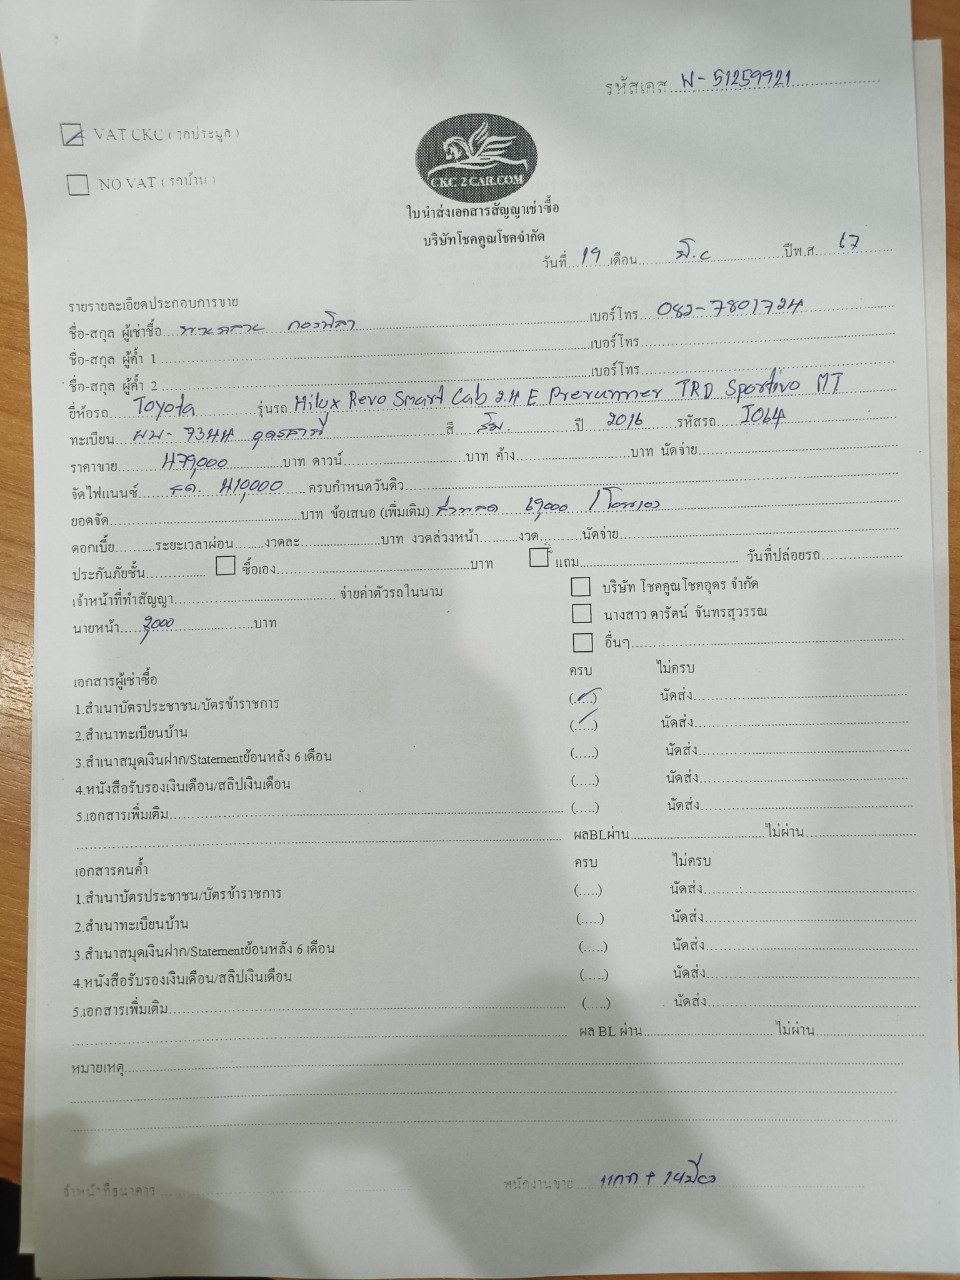 รหัสเคส W-51259921
VAT CKC ( รถประมูล )
NO VAT ( รถบ้าน )
CKC 2 CAR.COM
ใบนำส่งเอกสารสัญญาเช่าซื้อ
บริษัทโชคคูณโชคจำกัด
วันที่ 19 เดือน มี.ค ปีพ.ศ. 67
รายรายละเอียดประกอบการขาย
ชื่อ-สกุล ผู้เช่าซื้อ เบอร์โทร 082-7801724
ชื่อ-สกุล ผู้ค้ำ 1 เบอร์โทร
ชื่อ-สกุล ผู้ค้ำ 2 เบอร์โทร
ยี่ห้อรถ Toyota รุ่นรถ Hilux Revo Smart Cab 2.4 E Prerunner TRD Sportivo MT
ทะเบียน ผม-7344 อุดรธานี สี ส้ม. ปี 2016 รหัสรถ I064
ราคาขาย 479,000 บาท ดาวน์ บาท ค้าง บาท นัดจ่าย
จัดไฟแนนซ์ 410,000 ครบกำหนดวันดิว
ยอดจัด บาท ข้อเสนอ (เพิ่มเติม) ส่วนลด 69,000 / โอนเอง
ดอกเบี้ย ระยะเวลาผ่อน งวดละ บาท งวดล่วงหน้า งวด นัดจ่าย
ประกันภัยชั้น ซื้อเอง บาท แถม วันที่ปล่อยรถ
เจ้าหน้าที่ทำสัญญา จ่ายค่าตัวรถในนาม บริษัท โชคคูณโชคอุดร จำกัด
นางสาว ดารัตน์ จันทรสุวรรณ
นายหน้า 2,000 บาท
อื่นๆ
เอกสารผู้เช่าซื้อ ครบ ไม่ครบ
1.สำเนาบัตรประชาชน/บัตรข้าราชการ (.....) นัดส่ง
2.สำเนาทะเบียนบ้าน (.....) นัดส่ง
3.สำเนาสมุดเงินฝาก/Statementย้อนหลัง 6 เดือน (.....) นัดส่ง
4.หนังสือรับรองเงินเดือน/สลิปเงินเดือน (.....) นัดส่ง
5.เอกสารเพิ่มเติม (.....) นัดส่ง
ผลBLผ่าน ไม่ผ่าน
เอกสารคนค้ำ ครบ ไม่ครบ
1.สำเนาบัตรประชาชน/บัตรข้าราชการ (.....) นัดส่ง
2.สำเนาทะเบียนบ้าน (.....) นัดส่ง
3.สำเนาสมุดเงินฝาก/Statementย้อนหลัง 6 เดือน (.....) นัดส่ง
4.หนังสือรับรองเงินเดือน/สลิปเงินเดือน (.....) นัดส่ง
5.เอกสารเพิ่มเติม (.....) นัดส่ง
ผล BL ผ่าน ไม่ผ่าน
หมายเหตุ
จ้าหน้าที่ธนาคาร พนักงานขาย